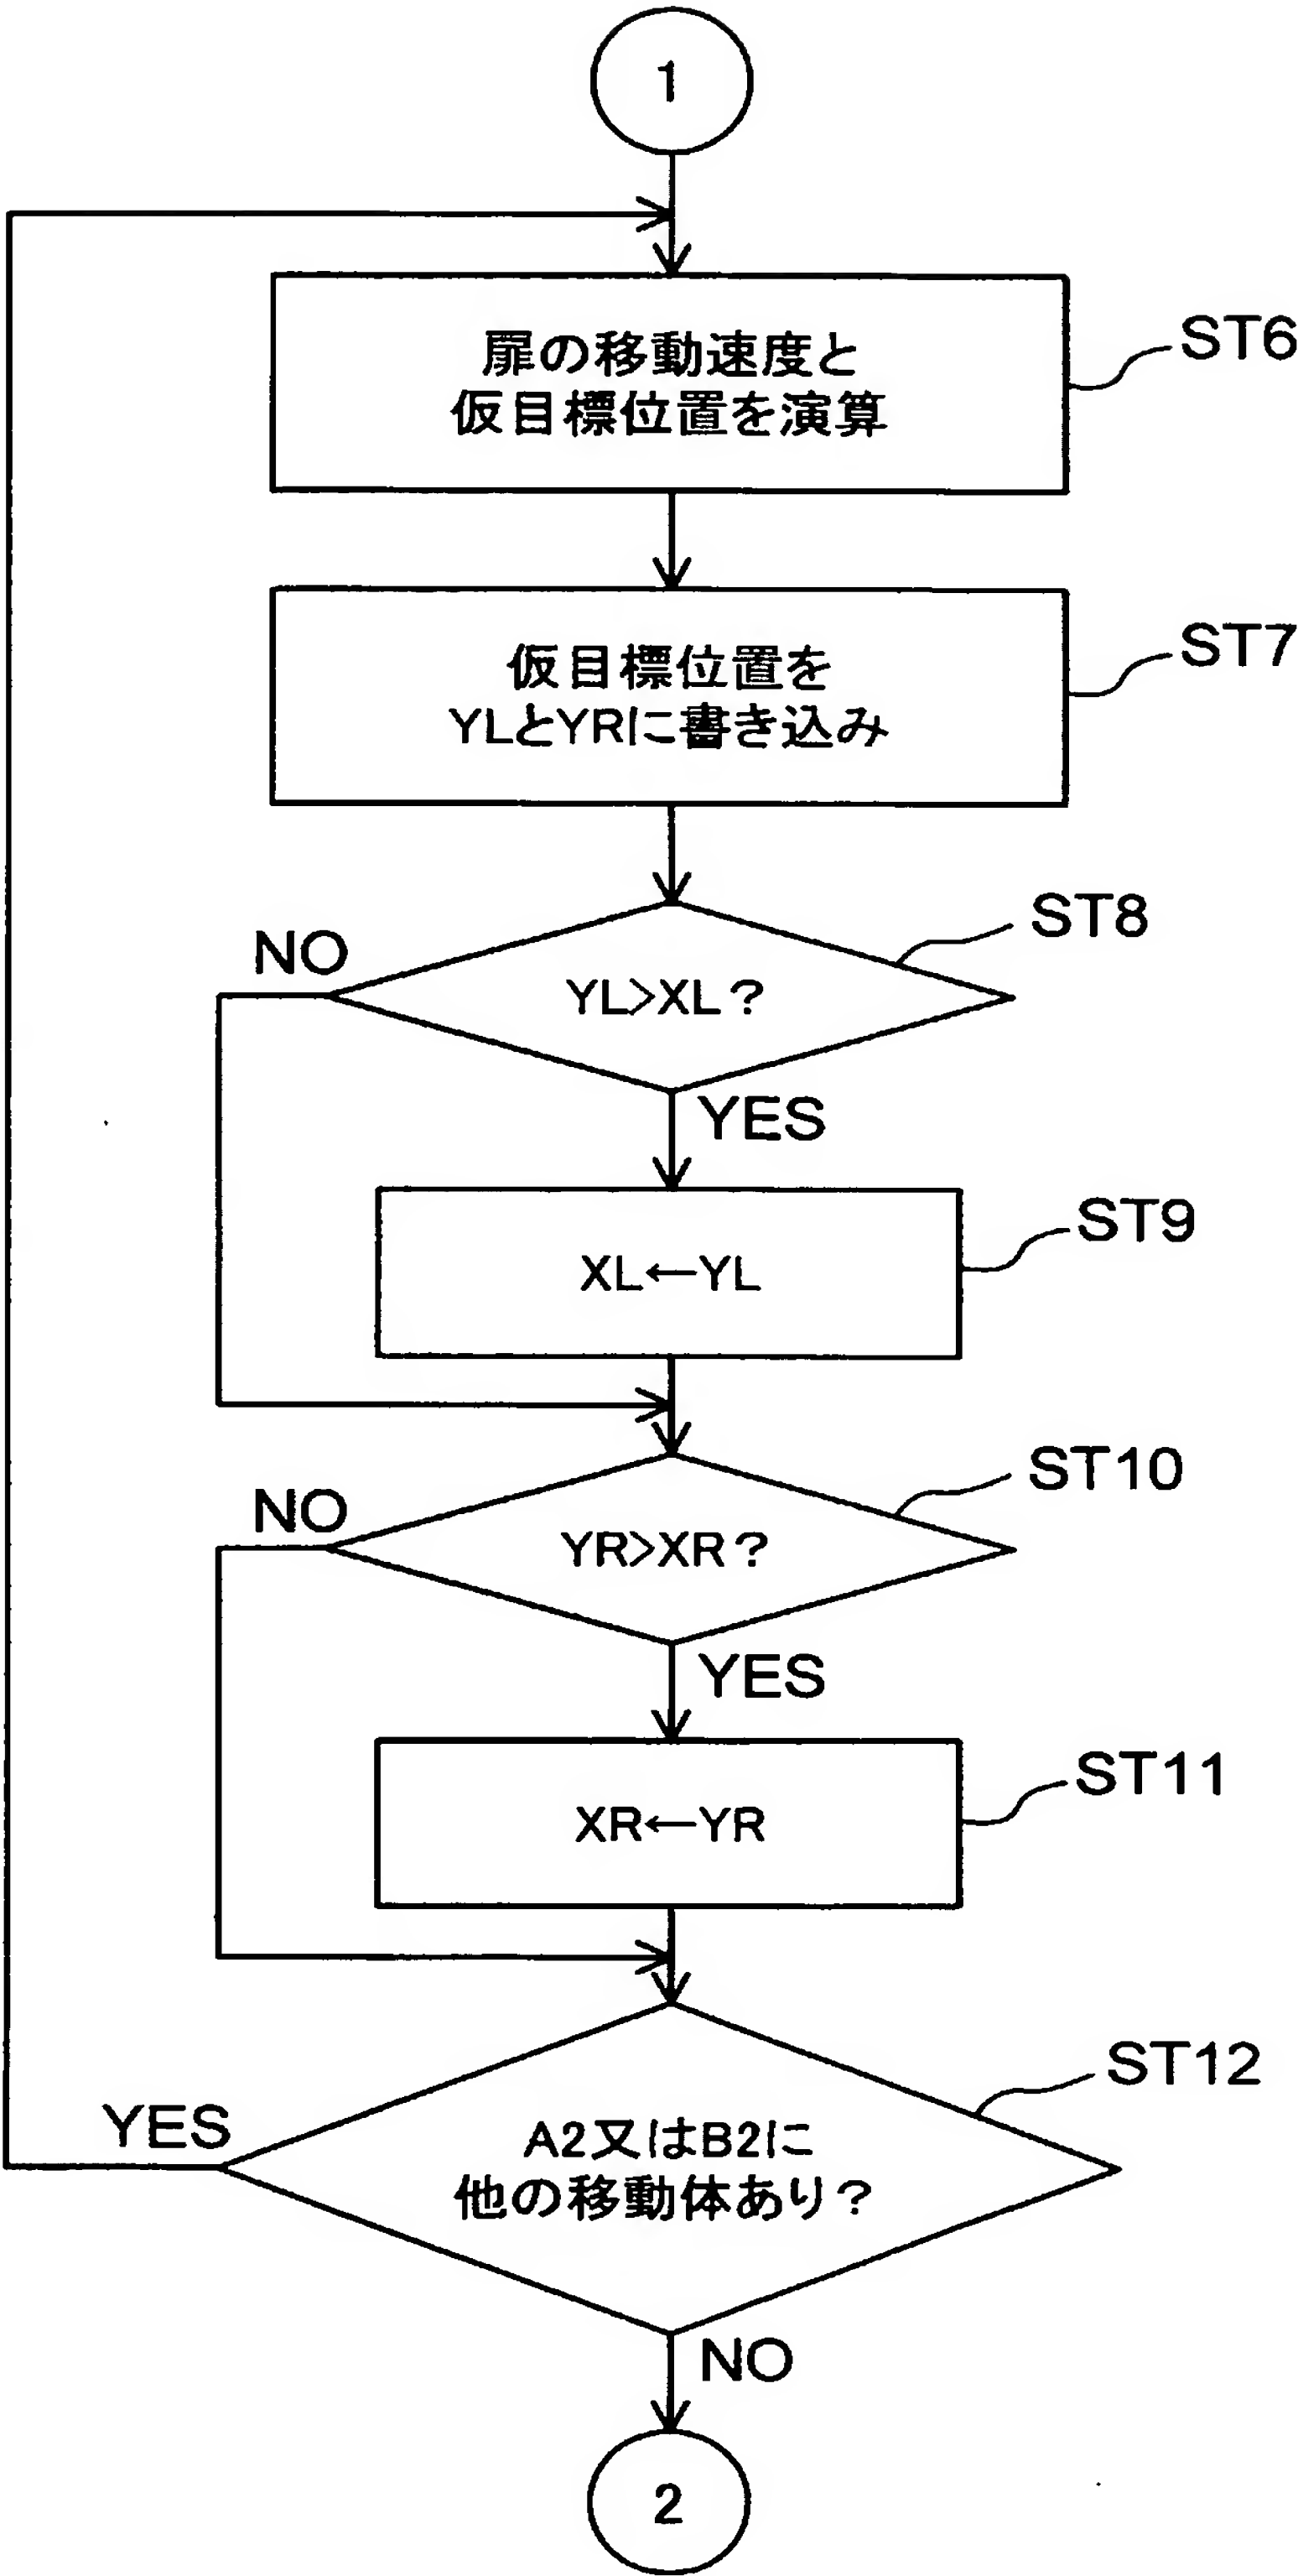 1
扉の移動速度と
仮目標位置を演算
ST6
仮目標位置を
YLとYRに書き込み
ST7
ST8
NO
YL>XL?
YES
ST9
XL←YL
ST10
NO
YR>XR?
YES
ST11
XR←YR
ST12
YES
A2又はB2に
他の移動体あり?
NO
2